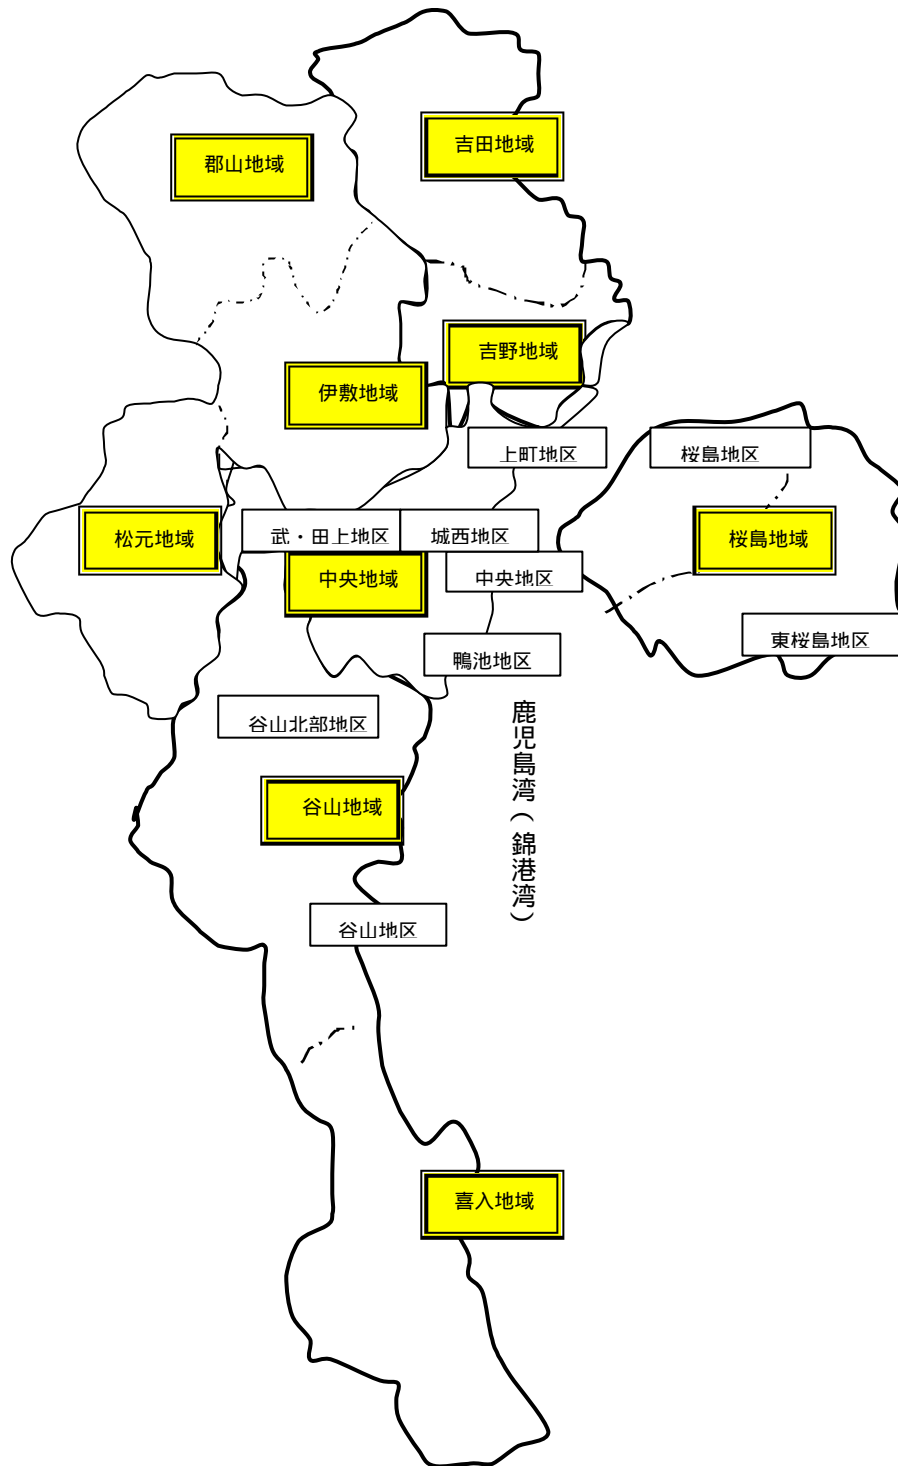 吉田地域
郡山地域
吉野地域
伊敷地域
上町地区
桜島地区
松元地域
武・田上地区
城西地区
桜島地域
中央地域
中央地区
東桜島地区
鴨池地区
谷山北部地区
鹿児島湾(錦港湾)
谷山地域
谷山地区
喜入地域